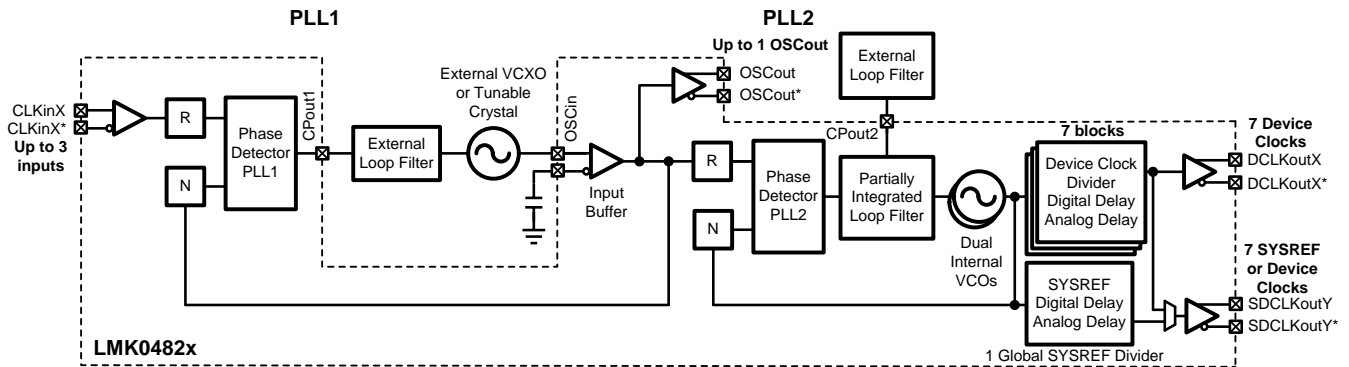 PLL1
PLL2
Up to 1 OSCout
External
Loop Filter
External VCXO
or Tunable
Crystal
OSCout
OSCout*
CLKinX
CLKinX*
Up to 3
inputs
R
N
Phase
Detector
PLL1
CPout1
External
Loop Filter
OSCin
Input
Buffer
R
N
Phase
Detector
PLL2
CPout2
Partially
Integrated
Loop Filter
Dual
Internal
VCOs
7 blocks
Device Clock
Divider
Digital Delay
Analog Delay
SYSREF
Digital Delay
Analog Delay
1 Global SYSREF Divider
7 Device
Clocks
DCLKoutX
DCLKoutX*
7 SYSREF
or Device
Clocks
SDCLKoutY
SDCLKoutY*
LMK0482x